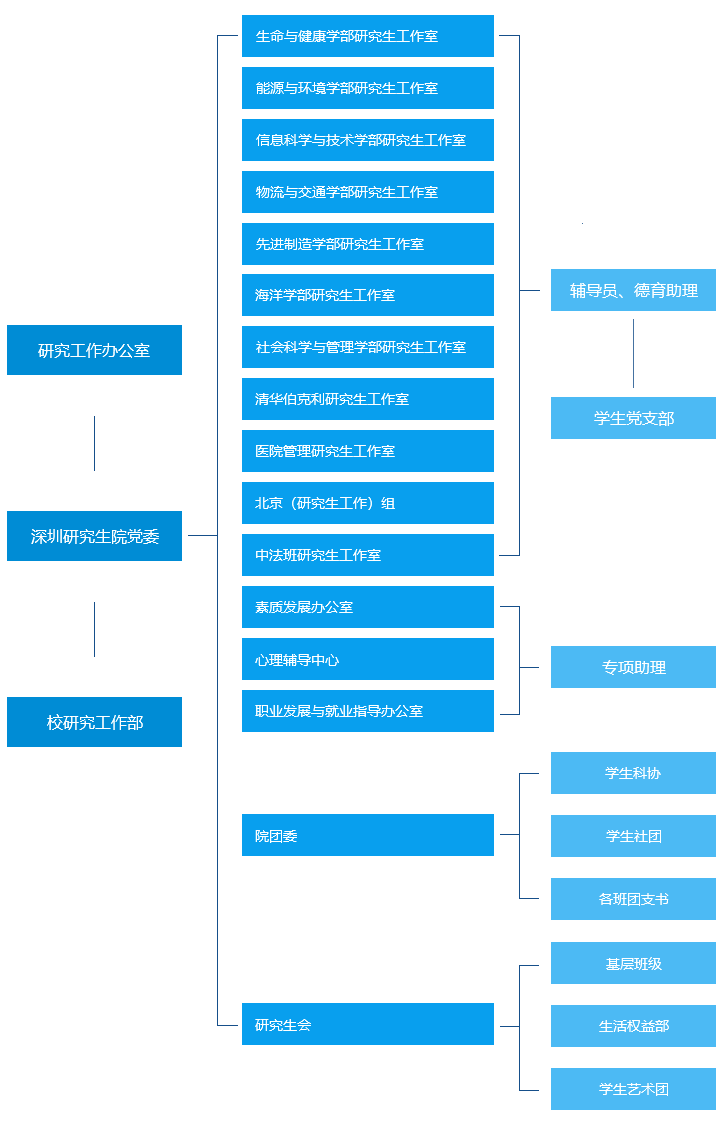 研究工作办公室
深圳研究生院党委
校研究工作部
生命与健康学部研究生工作室
能源与环境学部研究生工作室
信息科学与技术学部研究生工作室
物流与交通学部研究生工作室
先进制造学部研究生工作室
海洋学部研究生工作室
社会科学与管理学部研究生工作室
清华伯克利研究生工作室
医院管理研究生工作室
北京（研究生工作）组
中法班研究生工作室
素质发展办公室
心理辅导中心
职业发展与就业指导办公室
院团委
研究生会
辅导员、德育助理
学生党支部
专项助理
学生科协
学生社团
各班团支书
基层班级
生活权益部
学生艺术团